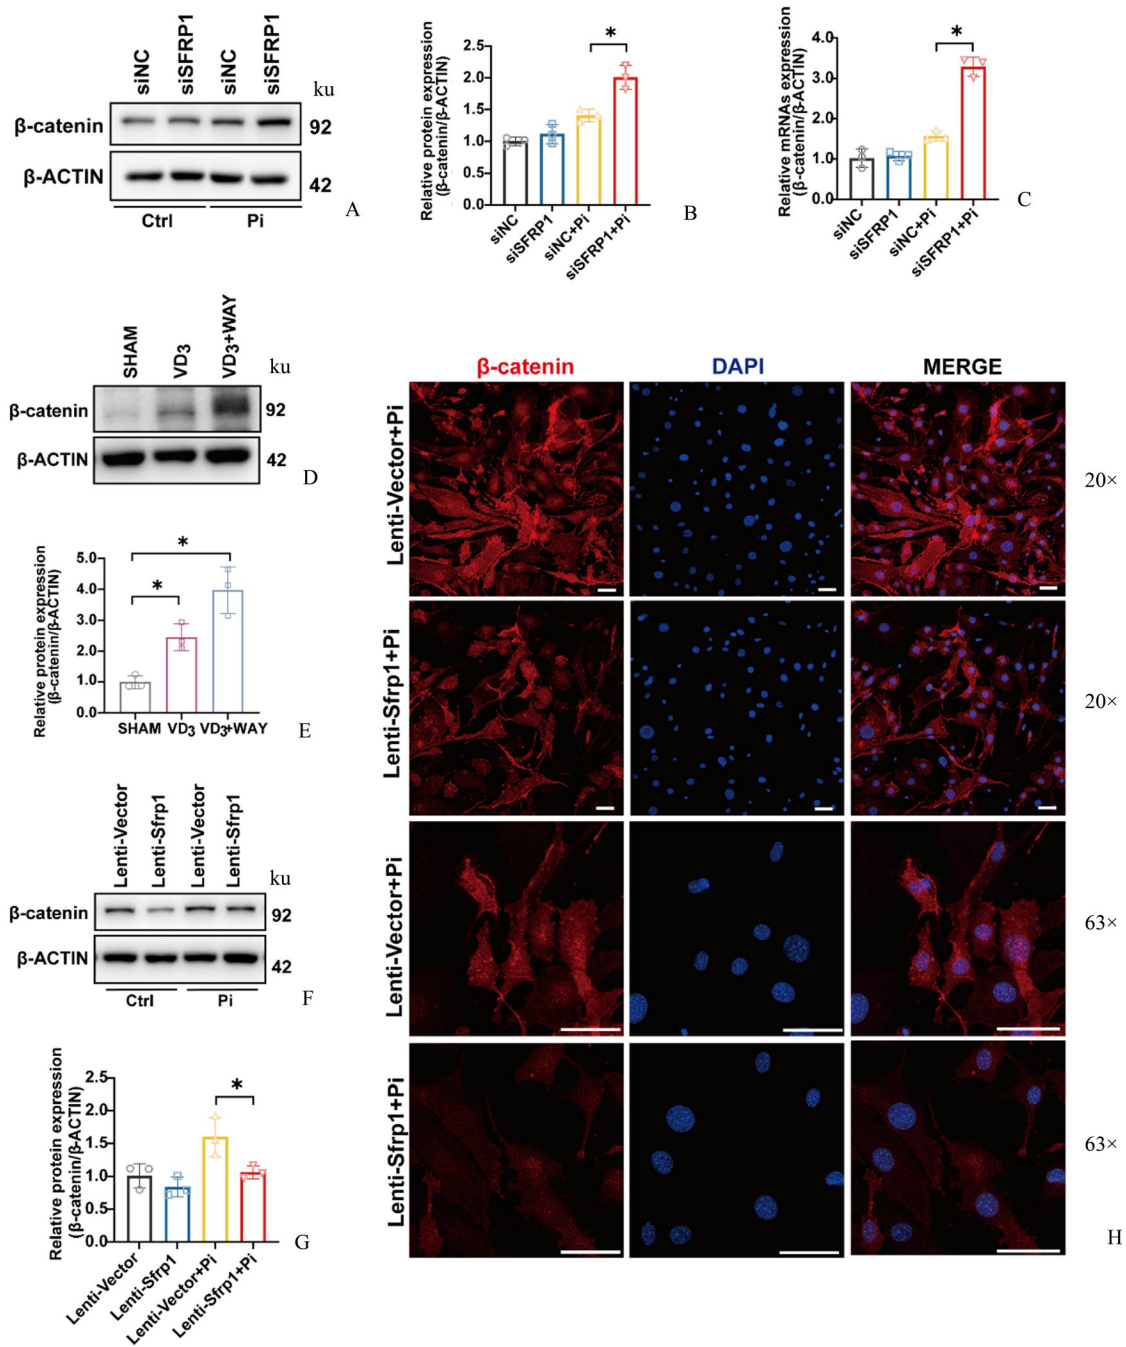 siNC
siSFRP1
siNC
siSFRP1
ku
β-catenin
92
β-ACTIN
42
Ctrl
Pi
A
Relative protein expression
(β-catenin/β-ACTIN)
2.5
2.0
1.5
1.0
0.5
0.0
*
siNC
siSFRP1
siNC+Pi
siSFRP1+Pi
B
Relative mRNAs expression
(β-catenin/β-ACTIN)
4.0
3.0
2.0
1.0
0.0
*
siNC
siSFRP1
siNC+Pi
siSFRP1+Pi
C
SHAM
VD3
VD3+WAY
ku
β-catenin
92
β-ACTIN
42
D
Relative protein expression
(β-catenin/β-ACTIN)
5.0
4.0
3.0
2.0
1.0
0.0
*
*
SHAM VD3 VD3+WAY
E
Lenti-Vector
Lenti-Sfrp1
Lenti-Vector
Lenti-Sfrp1
ku
β-catenin
92
β-ACTIN
42
Ctrl
Pi
F
Relative protein expression
(β-catenin/β-ACTIN)
2.5
2.0
1.5
1.0
0.5
0.0
*
Lenti-Vector
Lenti-Sfrp1
Lenti-Vector+Pi
Lenti-Sfrp1+Pi
G
β-catenin
DAPI
MERGE
Lenti-Vector+Pi
20×
Lenti-Sfrp1+Pi
20×
Lenti-Vector+Pi
63×
Lenti-Sfrp1+Pi
63×
H